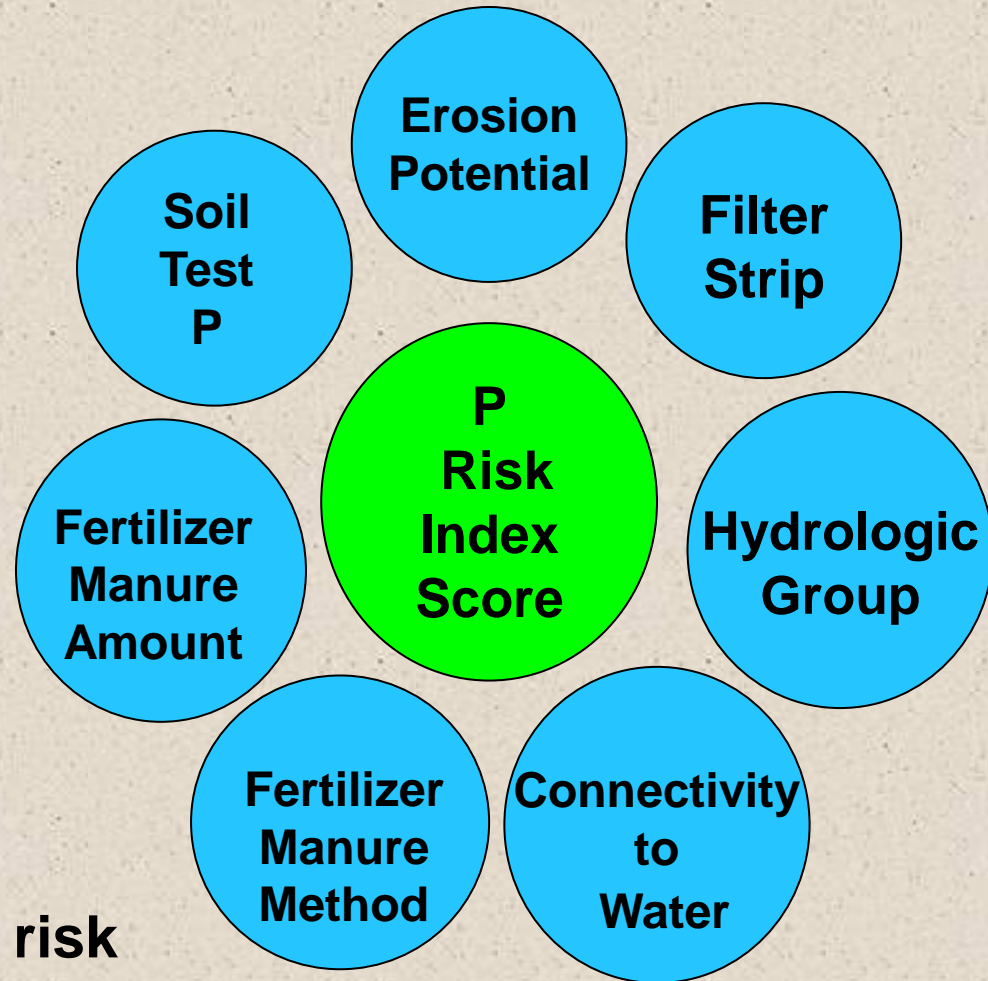 Erosion
Potential
Filter
Strip
Soil
Test
P
P
Risk
Index
Score
Hydrologic
Group
Fertilizer
Manure
Amount
Fertilizer
Manure
Method
Connectivity
to
Water
risk